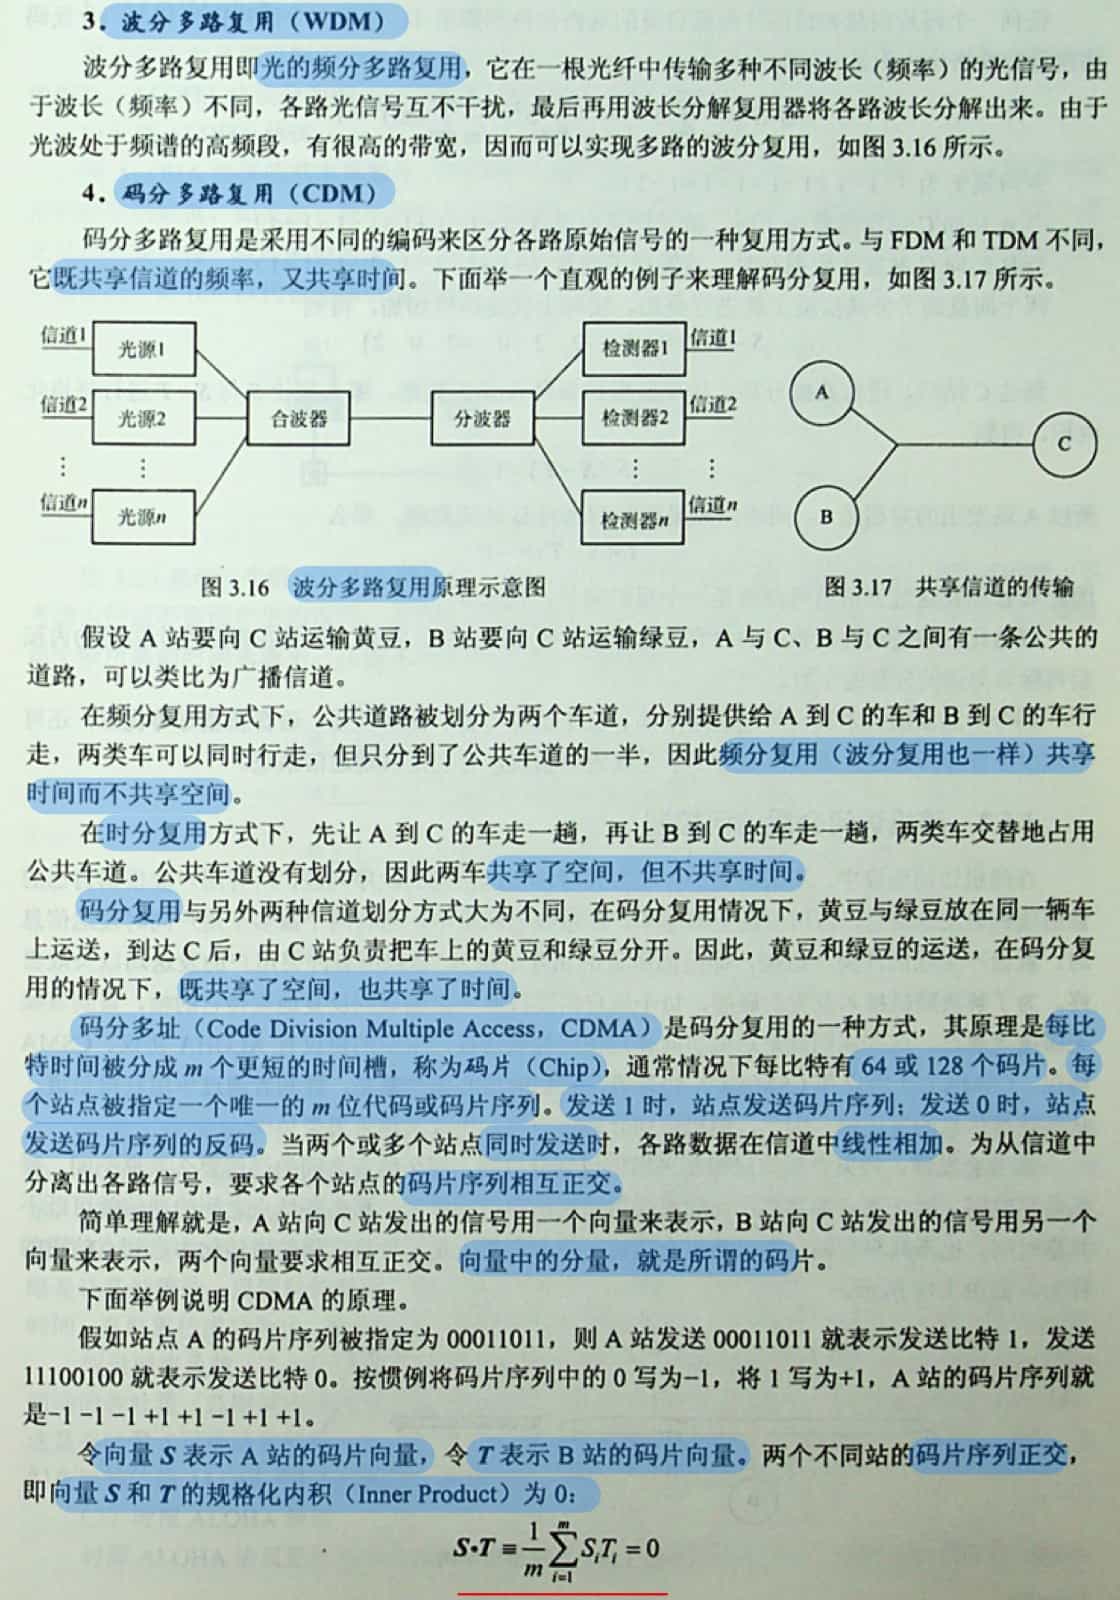 3．波分多路复用（WDM）
波分多路复用即光的频分多路复用，它在一根光纤中传输多种不同波长（频率）的光信号，由
于波长（频率）不同，各路光信号互不干扰，最后再用波长分解复用器将各路波长分解出来。由于
光波处于频谱的高频段，有很高的带宽，因而可以实现多路的波分复用，如图 3.16 所示。
4．码分多路复用（CDM）
码分多路复用是采用不同的编码来区分各路原始信号的一种复用方式。与 FDM 和 TDM 不同，
它既共享信道的频率，又共享时间。下面举一个直观的例子来理解码分复用，如图 3.17 所示。
信道1 光源1 检测器1 信道1
信道2 光源2 合波器 分波器 检测器2 信道2
⋮ ⋮ ⋮ ⋮
信道n 光源n 检测器n 信道n
A
B
C
图 3.16 波分多路复用原理示意图
图 3.17 共享信道的传输
假设 A 站要向 C 站运输黄豆，B 站要向 C 站运输绿豆，A 与 C、B 与 C 之间有一条公共的
道路，可以类比为广播信道。
在频分复用方式下，公共道路被划分为两个车道，分别提供给 A 到 C 的车和 B 到 C 的车行
走，两类车可以同时行走，但只分到了公共车道的一半，因此频分复用（波分复用也一样）共享
时间而不共享空间。
在时分复用方式下，先让 A 到 C 的车走一趟，再让 B 到 C 的车走一趟，两类车交替地占用
公共车道。公共车道没有划分，因此两车共享了空间，但不共享时间。
码分复用与另外两种信道划分方式大为不同，在码分复用情况下，黄豆与绿豆放在同一辆车
上运送，到达 C 后，由 C 站负责把车上的黄豆和绿豆分开。因此，黄豆和绿豆的运送，在码分复
用的情况下，既共享了空间，也共享了时间。
码分多址（Code Division Multiple Access，CDMA）是码分复用的一种方式，其原理是每比
特时间被分成 m 个更短的时间槽，称为码片（Chip），通常情况下每比特有 64 或 128 个码片。每
个站点被指定一个唯一的 m 位代码或码片序列。发送 1 时，站点发送码片序列；发送 0 时，站点
发送码片序列的反码。当两个或多个站点同时发送时，各路数据在信道中线性相加。为从信道中
分离出各路信号，要求各个站点的码片序列相互正交。
简单理解就是，A 站向 C 站发出的信号用一个向量来表示，B 站向 C 站发出的信号用另一个
向量来表示，两个向量要求相互正交。向量中的分量，就是所谓的码片。
下面举例说明 CDMA 的原理。
假如站点 A 的码片序列被指定为 00011011，则 A 站发送 00011011 就表示发送比特 1，发送
11100100 就表示发送比特 0。按惯例将码片序列中的 0 写为−1，将 1 写为+1，A 站的码片序列就
是−1 −1 −1 +1 +1 −1 +1 +1。
令向量 S 表示 A 站的码片向量，令 T 表示 B 站的码片向量。两个不同站的码片序列正交，
即向量 S 和 T 的规格化内积（Inner Product）为 0：
S•T ≡ 1/m ∑_{i=1}^{m} S_i T_i = 0